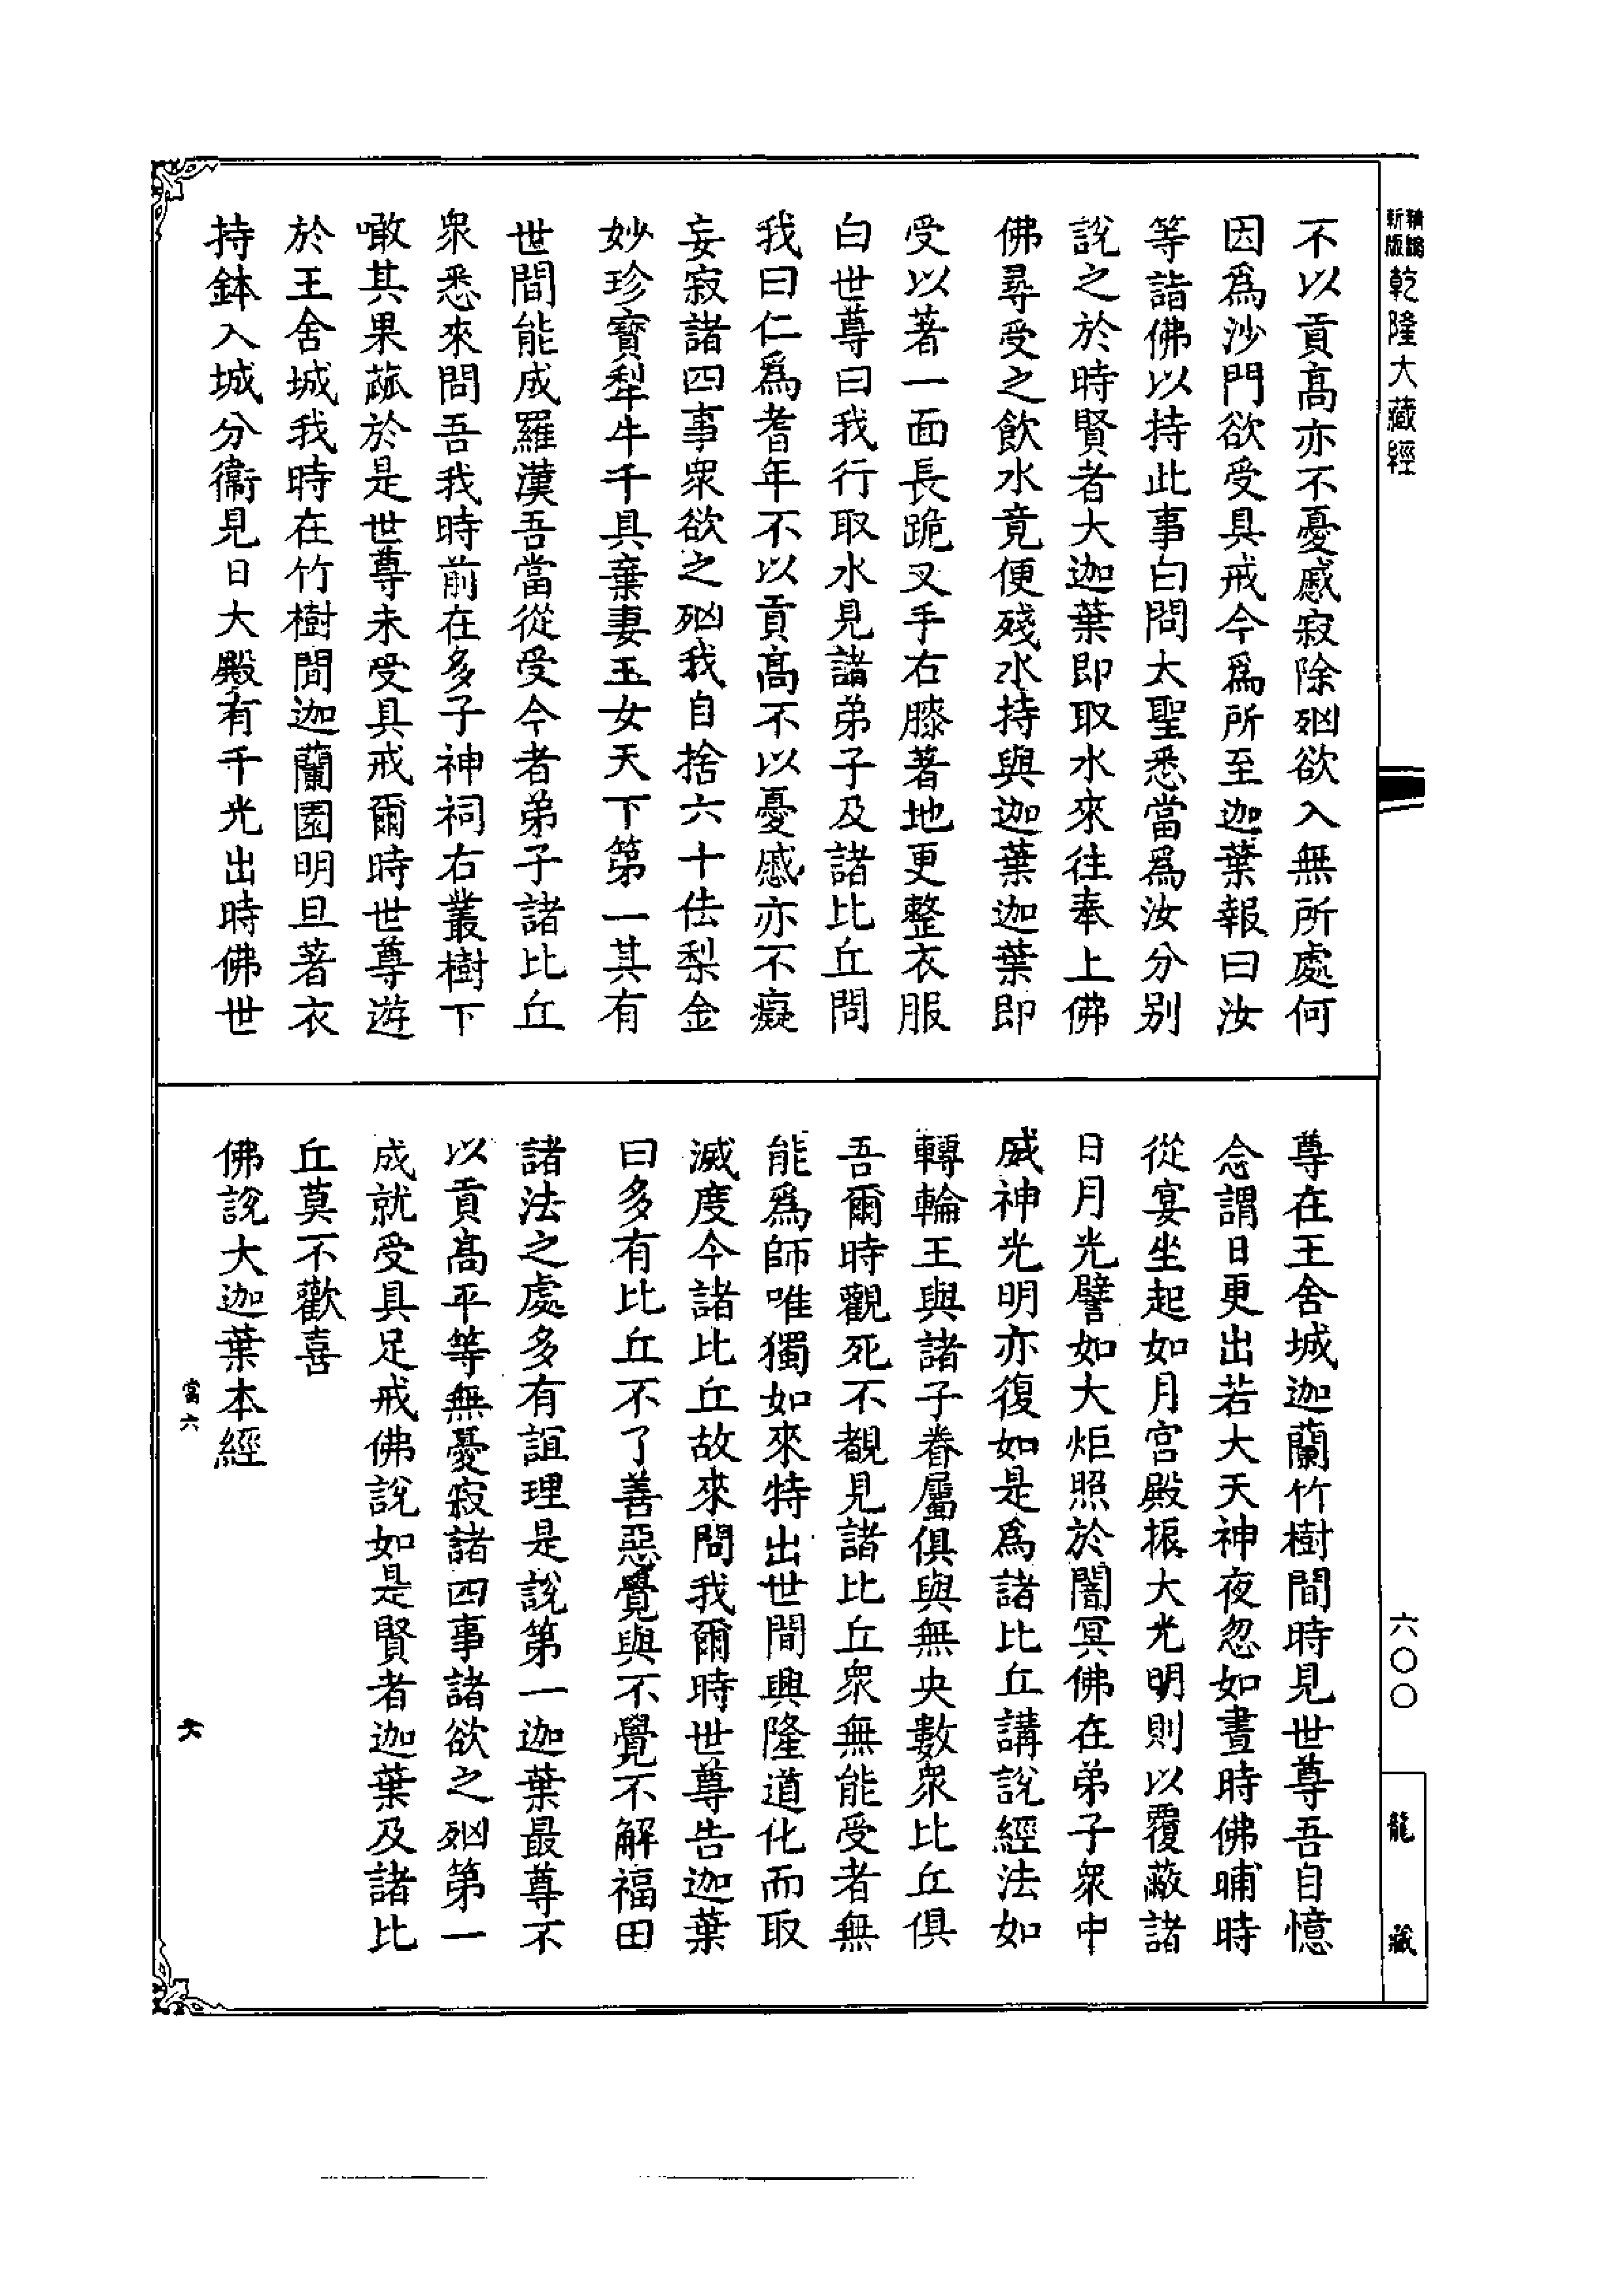 新版
精縮
乾隆大藏經
不以貢高亦不憂慼寂除㓙欲入無所處何
因為沙門欲受具戒今為所至迦葉報曰汝
等詣佛以持此事白問大聖悉當為汝分別
說之於時賢者大迦葉即取水來往奉上佛
佛尋受之飲水竟便殘水持與迦葉迦葉即
受以著一面長跪叉手右膝著地更整衣服
白世尊曰我行取水見諸弟子及諸比丘問
我曰仁為耆年不以貢高不以憂慼亦不癡
妄寂諸四事眾欲之㓙我自捨六十佉梨金
妙珍寶犂牛千具棄妻玉女天下第一其有
世間能成羅漢吾當從受今者弟子諸比丘
眾悉來問吾我時前在多子神祠右叢樹下
噉其果蓏於是世尊未受具戒爾時世尊遊
於王舍城我時在竹樹間迦蘭園明旦著衣
持鉢入城分衞見日大殿有千光出時佛世
尊在王舍城迦蘭竹樹間時見世尊吾自憶
念謂日更出若大天神夜忽如晝時佛晡時
從宴坐起如月宮殿振大光明則以覆蔽諸
日月光譬如大炬照於闇冥佛在弟子眾中
威神光明亦復如是為諸比丘講說經法如
轉輪王與諸子眷屬俱與無央數眾比丘俱
吾爾時觀死不覩見諸比丘眾無能受者無
能為師唯獨如來特出世間興隆道化而取
滅度今諸比丘故來問我爾時世尊告迦葉
曰多有比丘不了善惡覺與不覺不解福田
諸法之處多有誼理是說第一迦葉最尊不
以貢高平等無憂寂諸四事諸欲之㓙第一
成就受具足戒佛說如是賢者迦葉及諸比
丘莫不歡喜
佛說大迦葉本經
當六
六
六〇〇
龍藏